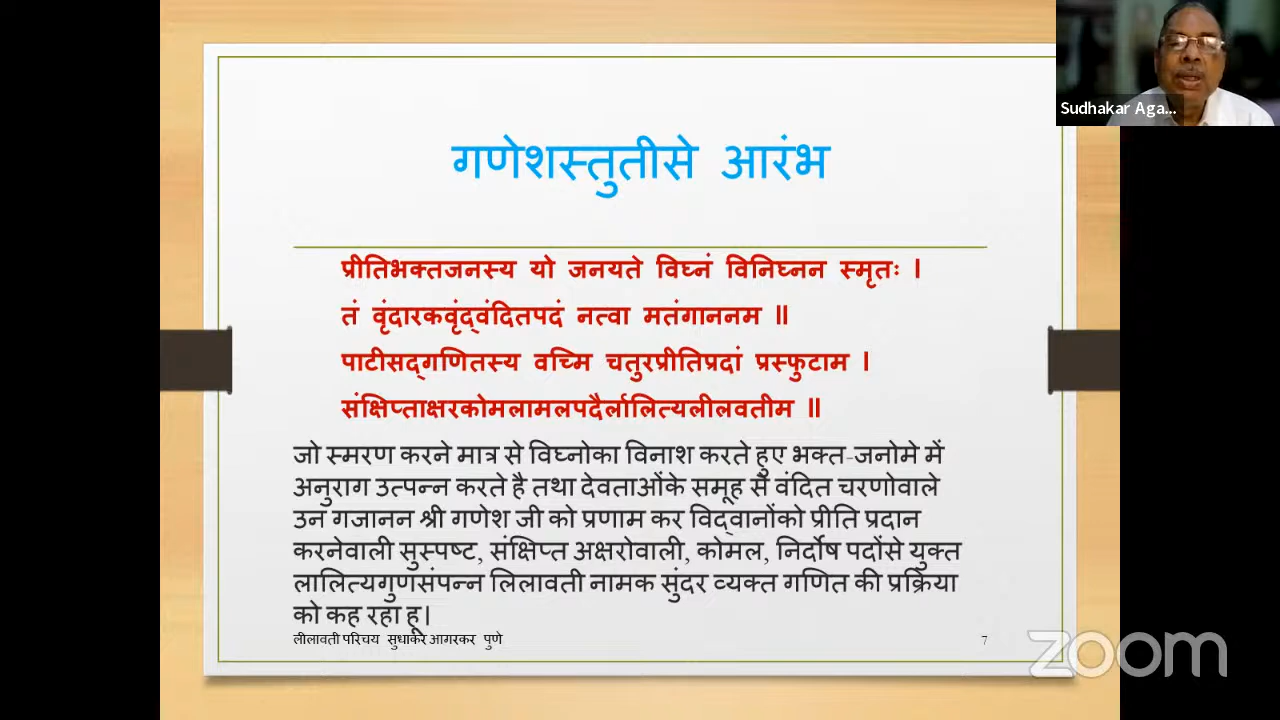 Sudhakar Aga...
गणेशस्तुतीसे आरंभ
प्रीतिभक्तजनस्य यो जनयते विघ्नं विनिघ्नन स्मृतः ।
तं वृंदारकवृंद्वंदितपदं नत्वा मतंगाननम ॥
पाटीसद्गणितस्य वच्मि चतुरप्रीतिप्रदां प्रस्फुटाम ।
संक्षिप्ताक्षरकोमलामलपदैर्लालित्यलीलवतीम ॥
जो स्मरण करने मात्र से विघ्नोका विनाश करते हुए भक्त-जनोमे में
अनुराग उत्पन्न करते है तथा देवताओंके समूह से वंदित चरणोवाले
उन गजानन श्री गणेश जी को प्रणाम कर विद्वानोंको प्रीति प्रदान
करनेवाली सुस्पष्ट, संक्षिप्त अक्षरोवाली, कोमल, निर्दोष पदोंसे युक्त
लालित्यगुणसंपन्न लिलावती नामक सुंदर व्यक्त गणित की प्रक्रिया
को कह रहा हू।
लीलावती परिचय सुधाकर आगरकर पुणे
7
zoom